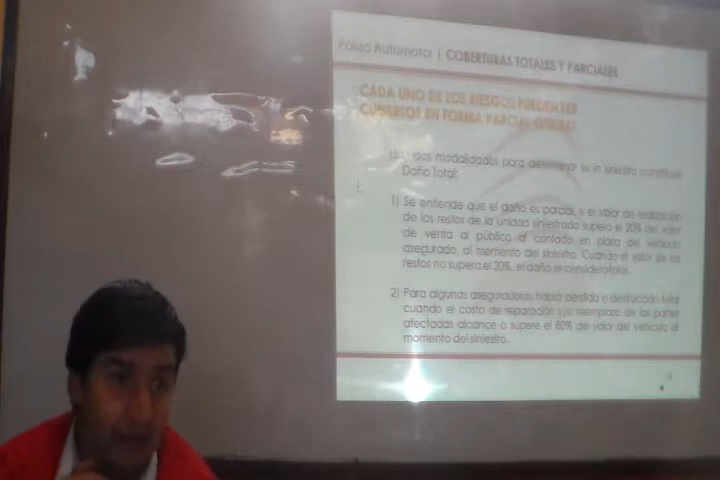 Póliza Automotor | COBERTURAS TOTALES Y PARCIALES
CADA UNO DE LOS RIESGOS PUEDEN SER
CUBIERTOS EN FORMA PARCIAL O TOTAL
dos modalidades para determinar si un siniestro constituye
Daño Total:
1) Se entiende que el daño es parcial, si el valor de realización
de los restos de la unidad siniestrada supera el 20% del valor
de venta al público al contado en plaza del vehículo
asegurado, al momento del siniestro. Cuando el valor de los
restos no supera el 20%, el daño se considera total.
2) Para algunas aseguradoras habrá pérdida o destrucción total
cuando el costo de reparación y/o reemplazo de las partes
afectadas alcance o supere el 80% del valor del vehículo al
momento del siniestro.